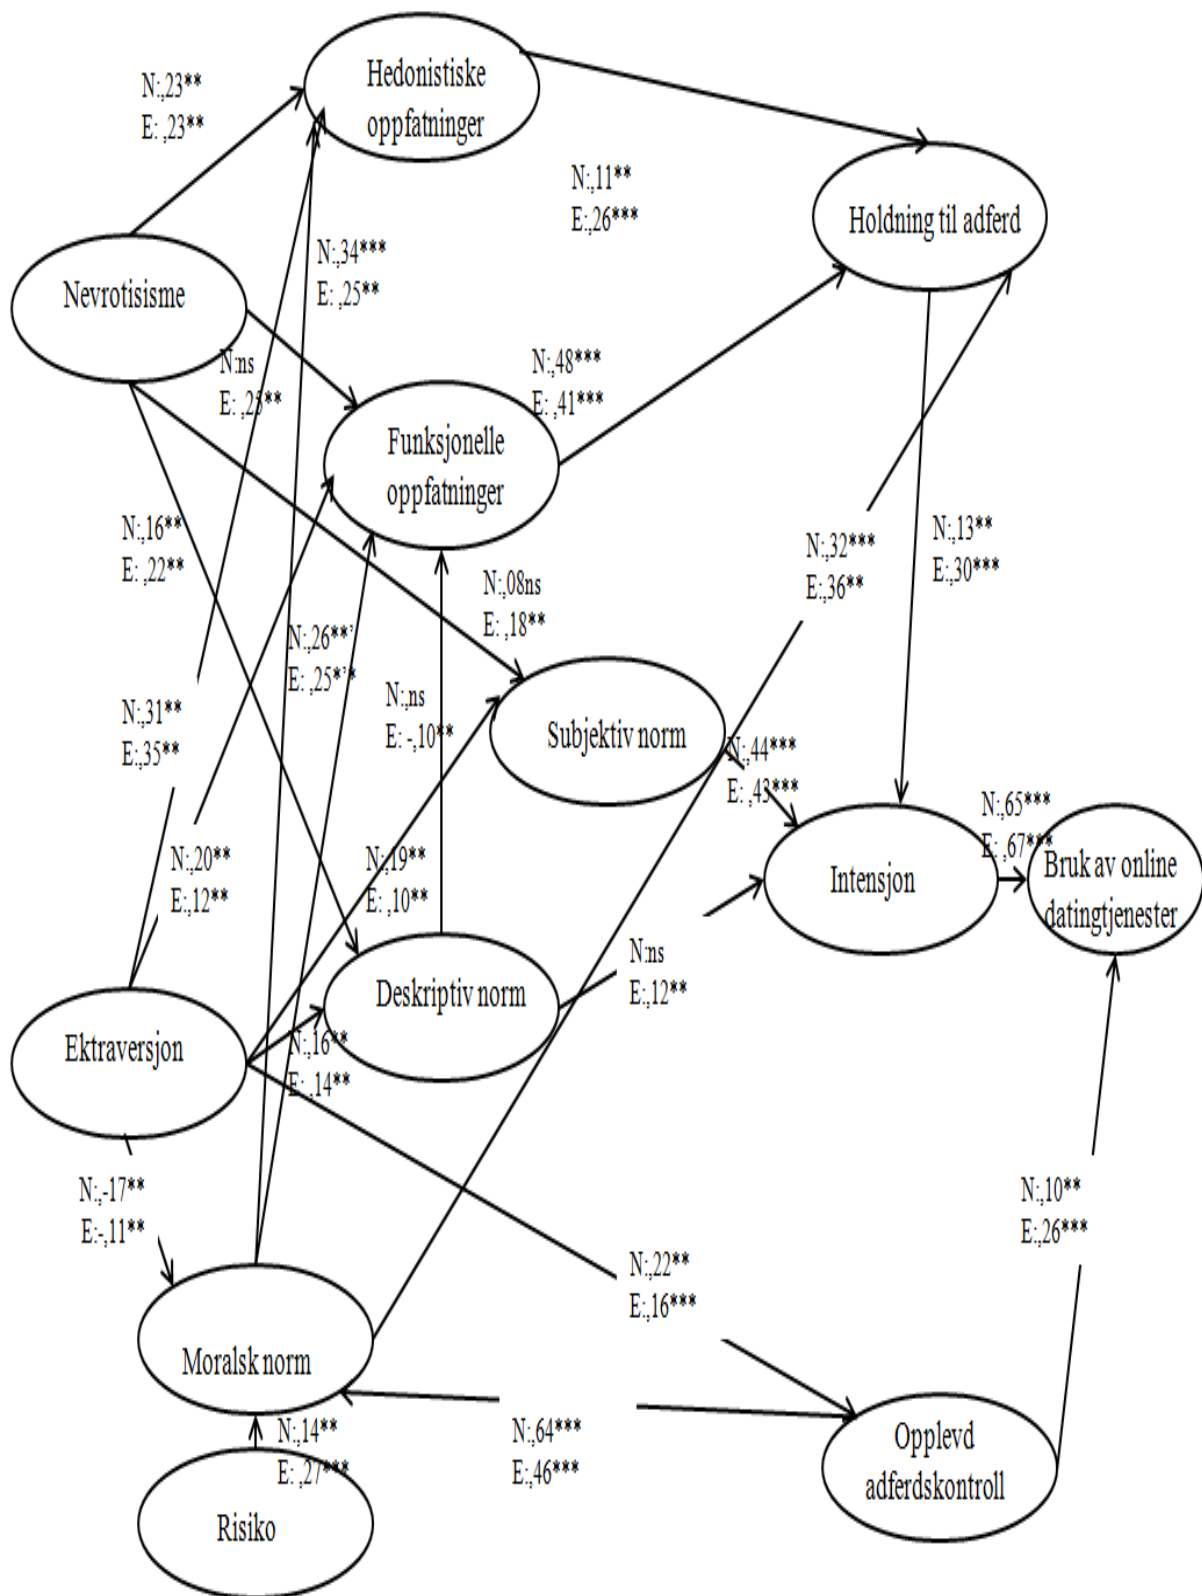 Hedonistiske
oppfatninger
N:,23**
E: ,23**
N:,11**
E:,26***
Holdning til adferd
N:,34***
E: ,25**
Nevrotisisme
N:ns
E: ,25**
N:,48***
E: ,41***
Funksjonelle
oppfatninger
N:,16**
E: ,22**
N:,32***
E:,36**
N:,13**
E:,30***
N:,08ns
E: ,18**
N:,26**'
E: ,25*'*
N:,ns
E: -,10**
N:,31**
E:,35**
Subjektiv norm
N:,44***
E: ,43***
N:,65***
E: ,67***
N:,20**
E:,12**
N:,19**
E: ,10**
Intensjon
Bruk av online
datingtjenester
N:ns
E:,12**
Deskriptiv norm
Ektraversjon
N:,16**
E: ,14**
N:,-17**
E:-,11**
N:,10**
E:,26***
N:,22**
E:,16***
Moralsk norm
N:,14**
E: ,27***
N:,64***
E:,46***
Opplevd
adferdskontroll
Risiko